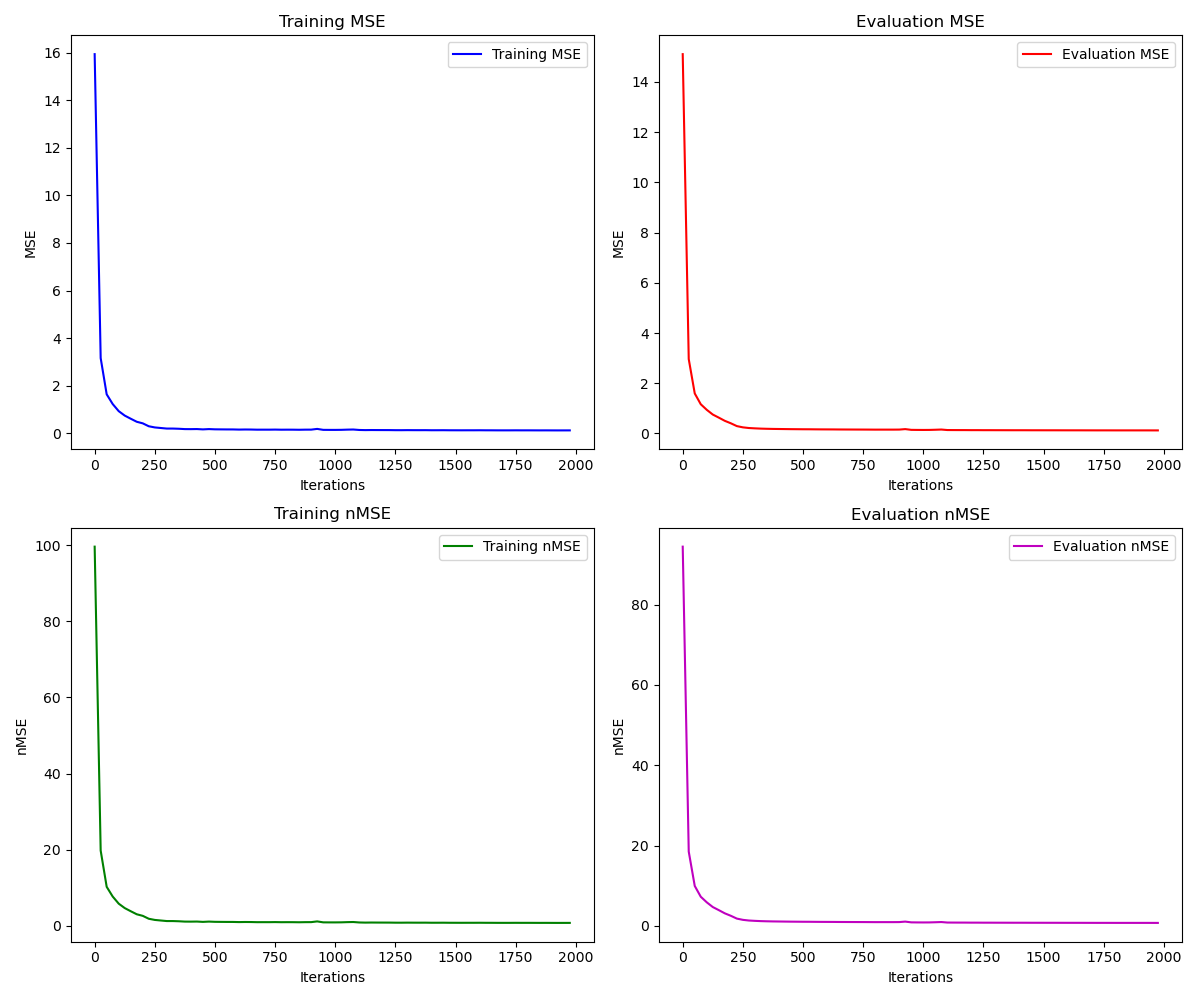 Training MSE
Training MSE
MSE
16
14
12
10
8
6
4
2
0
0 250 500 750 1000 1250 1500 1750 2000
Iterations
Evaluation MSE
Evaluation MSE
MSE
14
12
10
8
6
4
2
0
0 250 500 750 1000 1250 1500 1750 2000
Iterations
Training nMSE
Training nMSE
nMSE
100
80
60
40
20
0
0 250 500 750 1000 1250 1500 1750 2000
Iterations
Evaluation nMSE
Evaluation nMSE
nMSE
80
60
40
20
0
0 250 500 750 1000 1250 1500 1750 2000
Iterations